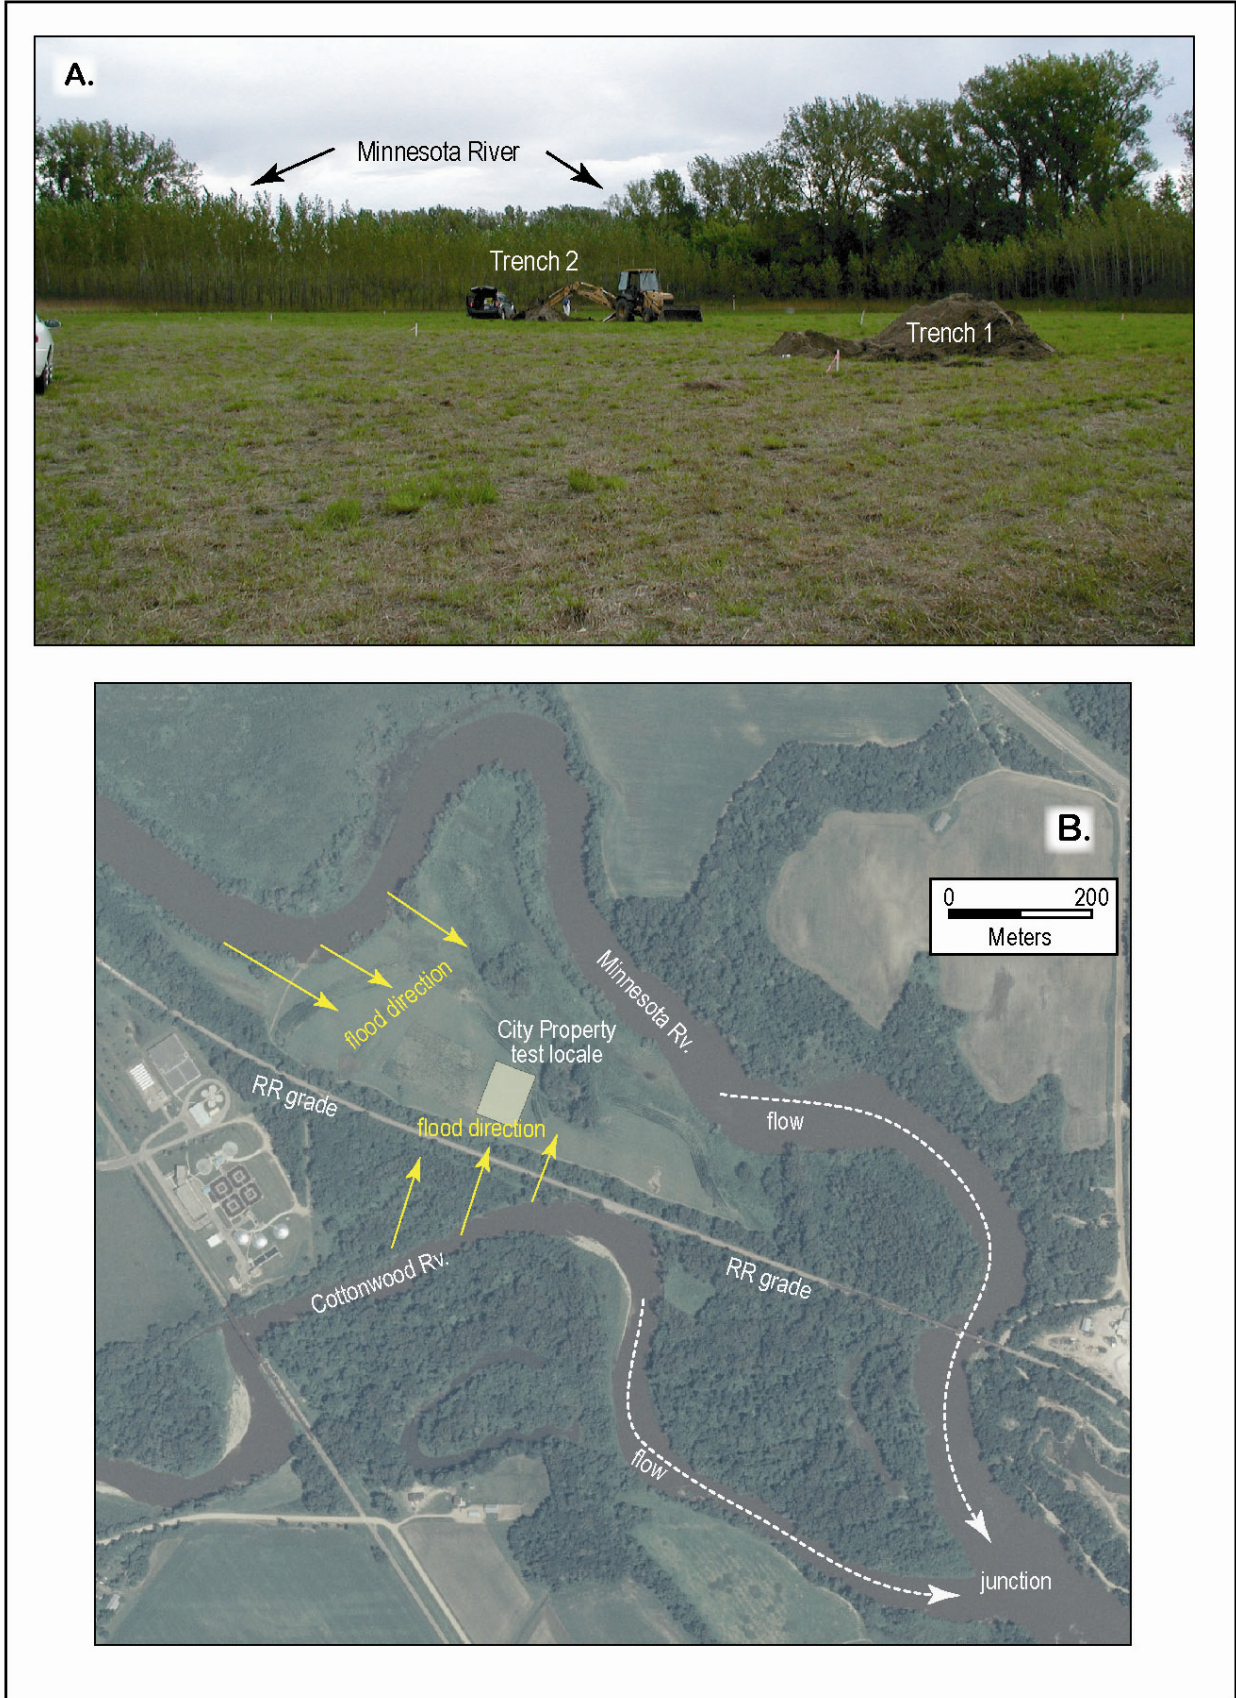 A.
Minnesota River
Trench 2
Trench 1
B.
0 200
Meters
flood direction
Minnesota Rv.
City Property
test locale
RR grade
flood direction
flow
Cottonwood Rv.
RR grade
flow
junction